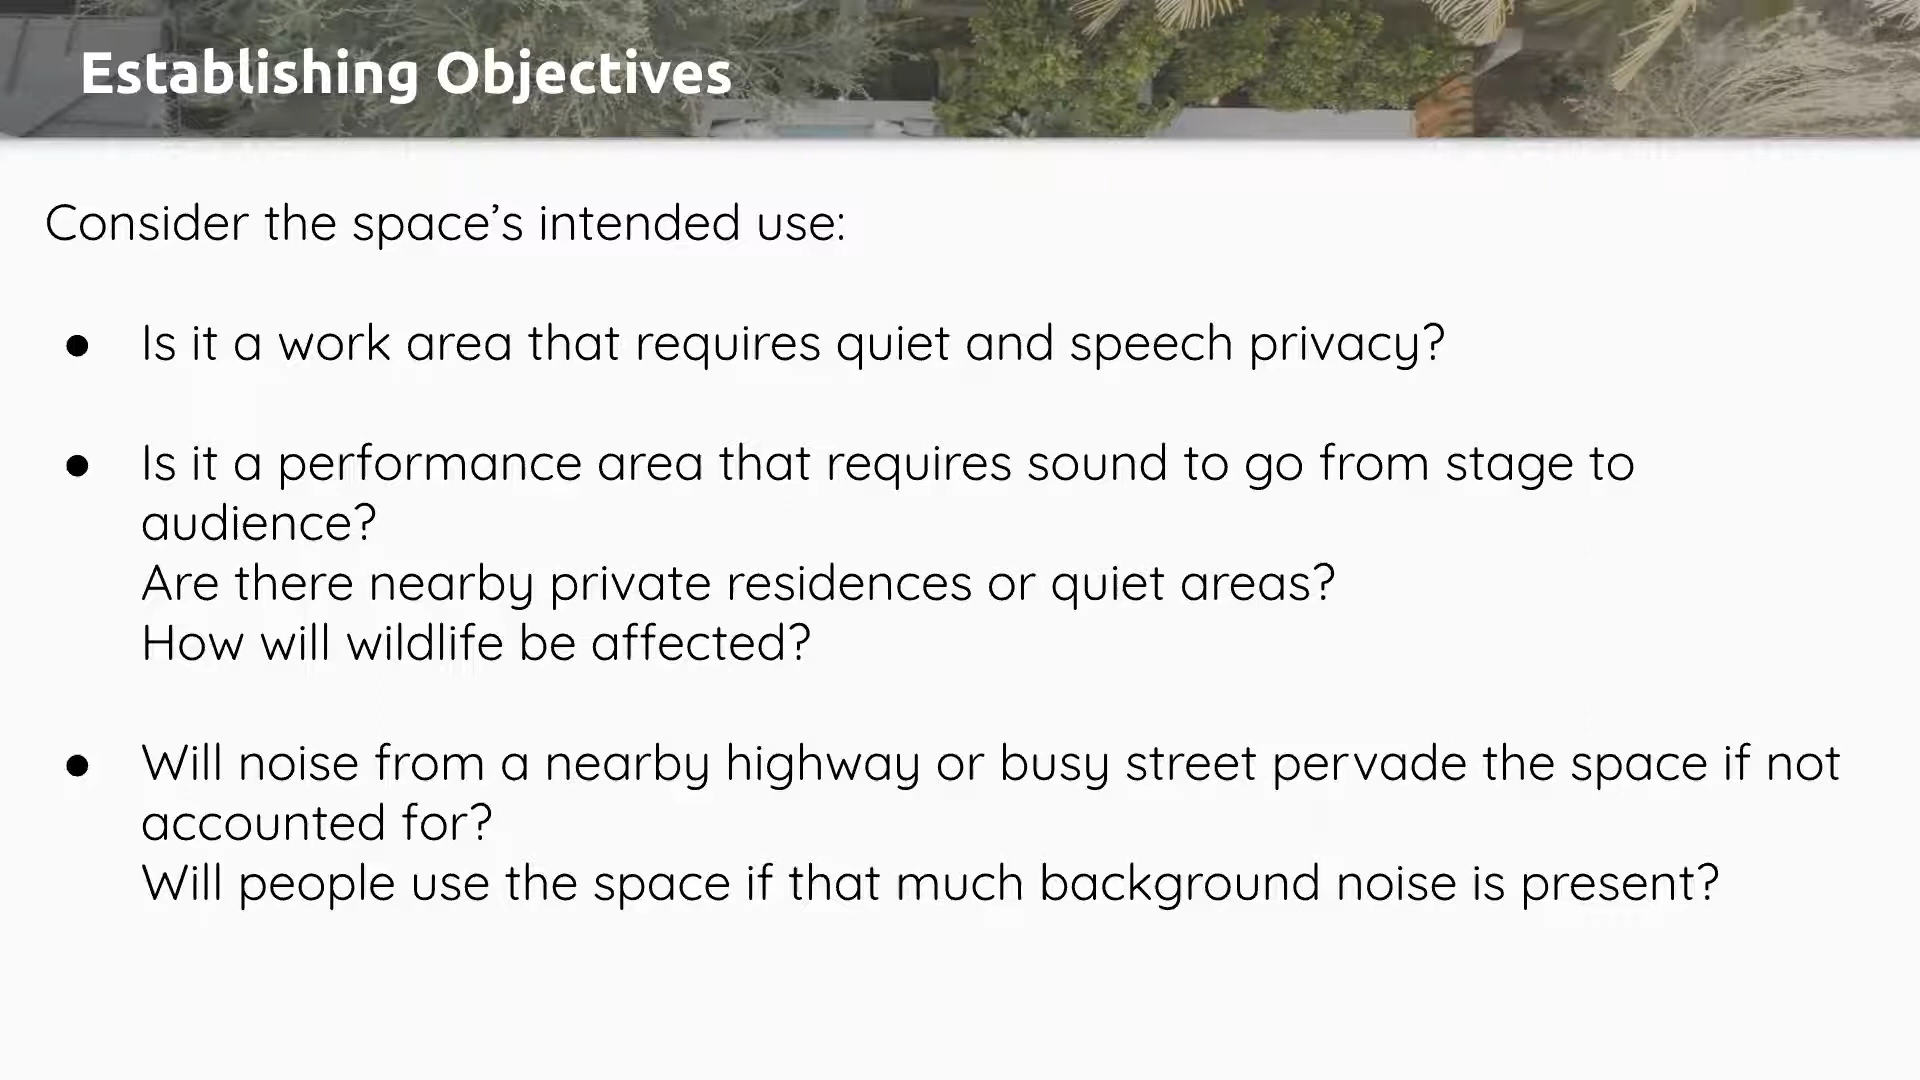 Establishing Objectives
Consider the space’s intended use:
● Is it a work area that requires quiet and speech privacy?
● Is it a performance area that requires sound to go from stage to
audience?
Are there nearby private residences or quiet areas?
How will wildlife be affected?
● Will noise from a nearby highway or busy street pervade the space if not
accounted for?
Will people use the space if that much background noise is present?